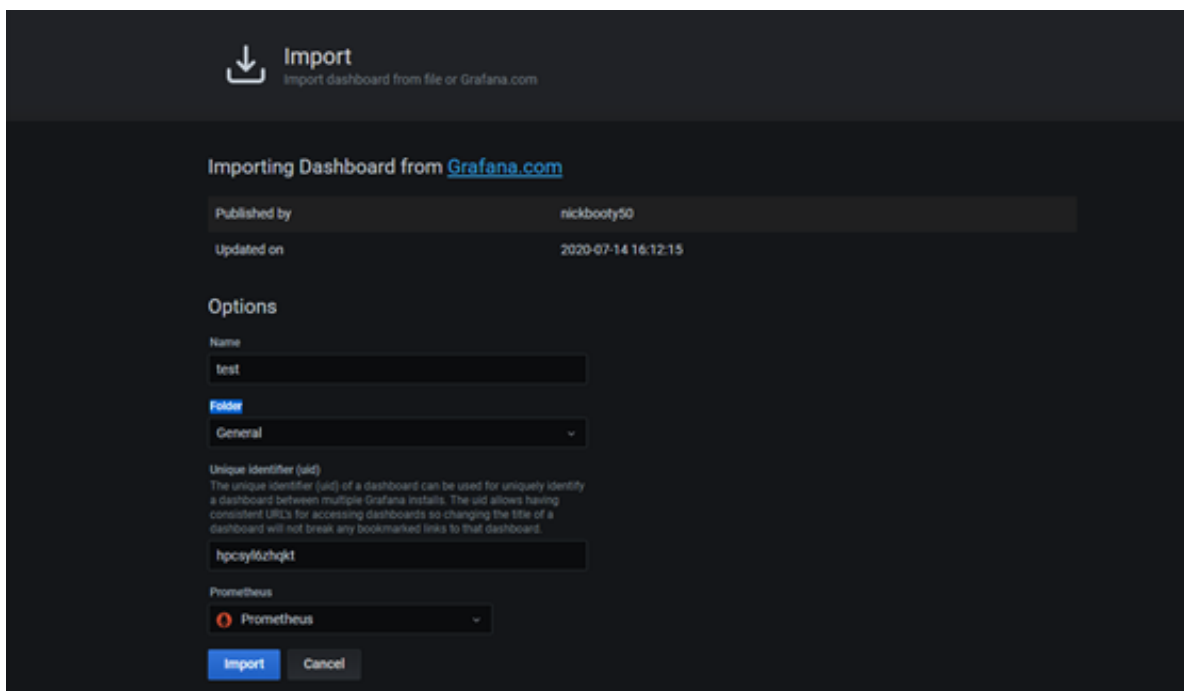 Import
Import dashboard from file or Grafana.com
Importing Dashboard from Grafana.com
Published by nickbooty50
Updated on 2020-07-14 16:12:15
Options
Name
test
Folder
General
Unique identifier (uid)
The unique identifier (uid) of a dashboard can be used for uniquely identify
a dashboard between multiple Grafana installs. The uid allows having
consistent URL's for accessing dashboards so changing the title of a
dashboard will not break any bookmarked links to that dashboard.
hpcsyl6zhqkt
Prometheus
Prometheus
Import Cancel